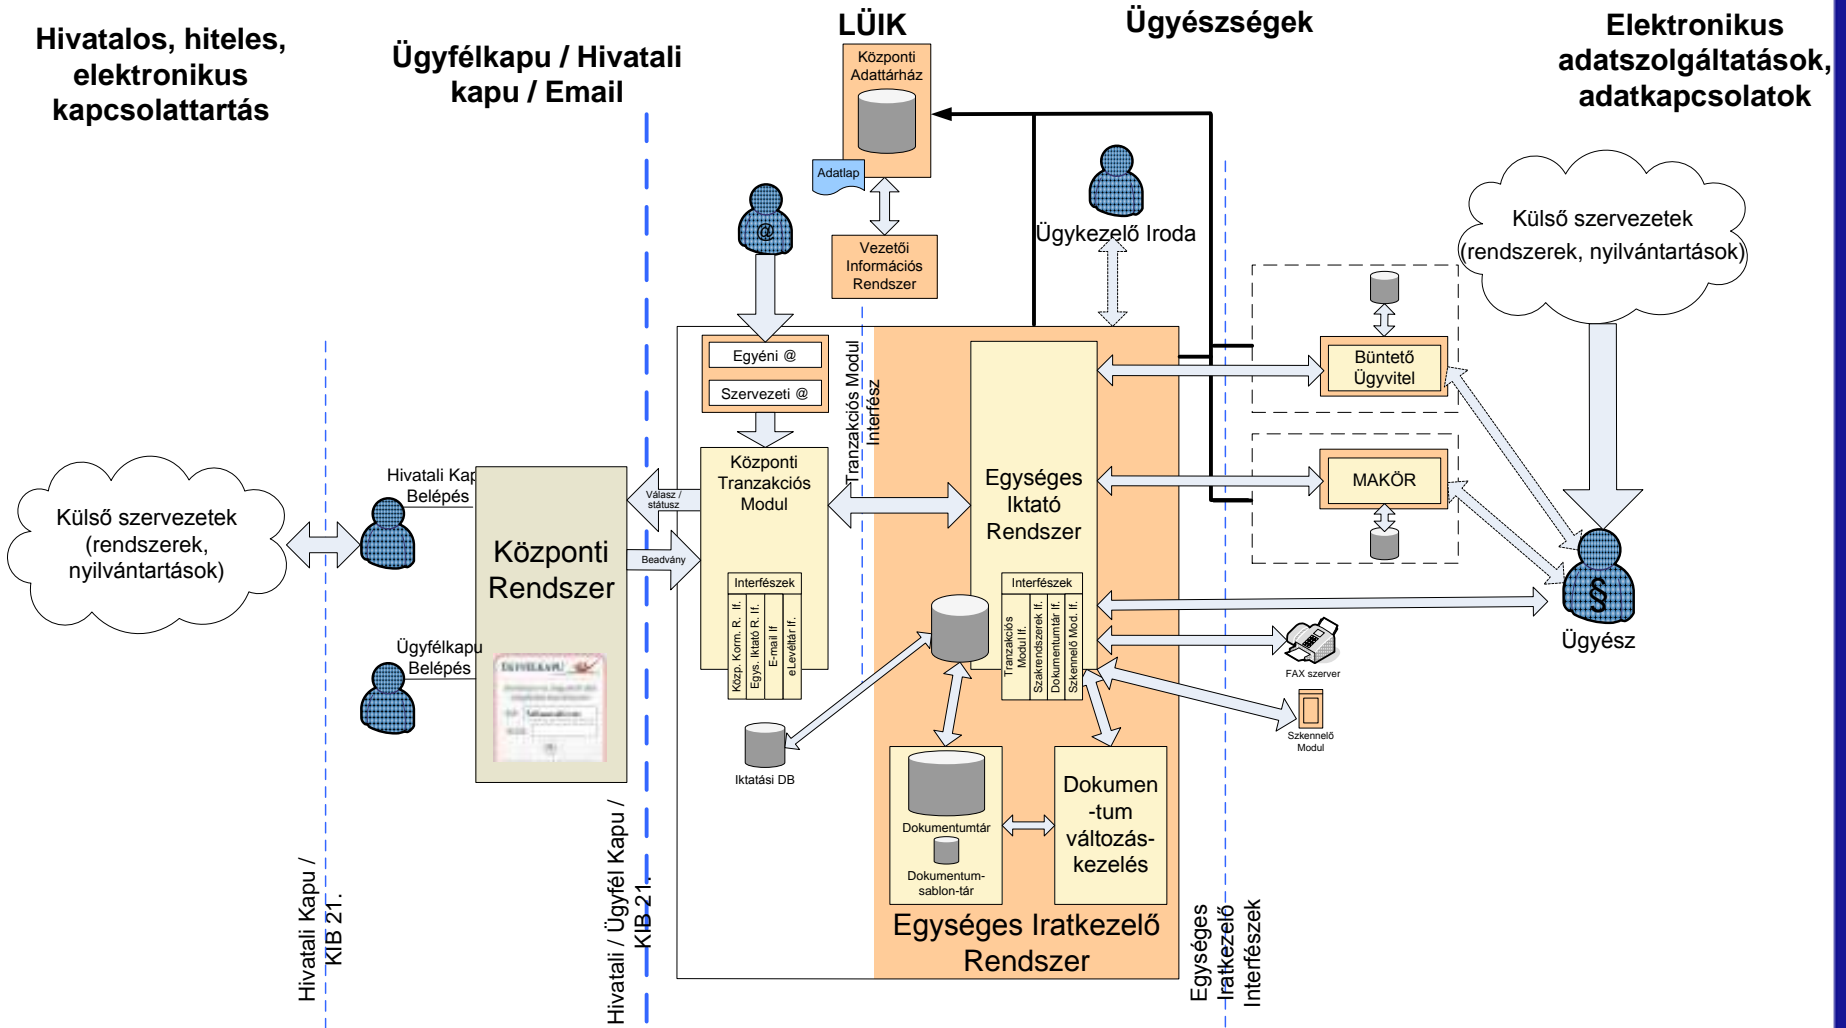 Hivatalos, hiteles,
elektronikus
kapcsolattartás
Ügyfélkapu / Hivatali
kapu / Email
LÜIK
Ügyészségek
Elektronikus
adatszolgáltatások,
adatkapcsolatok
Központi
Adattárház
Adatlap
Vezetői
Információs
Rendszer
@
Ügykezelő Iroda
Külső szervezetek
(rendszerek, nyilvántartások)
Egyéni @
Szervezeti @
Tranzakciós Modul
Interfész
Büntető
Ügyvitel
MAKÖR
Központi
Tranzakciós
Modul
Egységes
Iktató
Rendszer
Hivatali Kap
Belépés
Válasz /
státusz
Beadvány
Külső szervezetek
(rendszerek,
nyilvántartások)
Központi
Rendszer
Interfészek
Közp. Korm. R. If.
Egys. Iktató R. If.
E-mail If
eLevéltár If.
Interfészek
Tranzakciós
Modul If.
Szakrendszerek If.
Dokumentumtár If.
Szkennelő Mod. If.
§
Ügyész
Ügyfélkapu
Belépés
ÜGYFÉLKAPU
FAX szerver
Szkennelő
Modul
Iktatási DB
Dokumentumtár
Dokumentum-
sablon-tár
Dokumen
-tum
változás-
kezelés
Egységes Iratkezelő
Rendszer
Hivatali Kapu /
KIB 21.
Hivatali / Ügyfél Kapu /
KIB 21.
Egységes
Iratkezelő
Interfészek